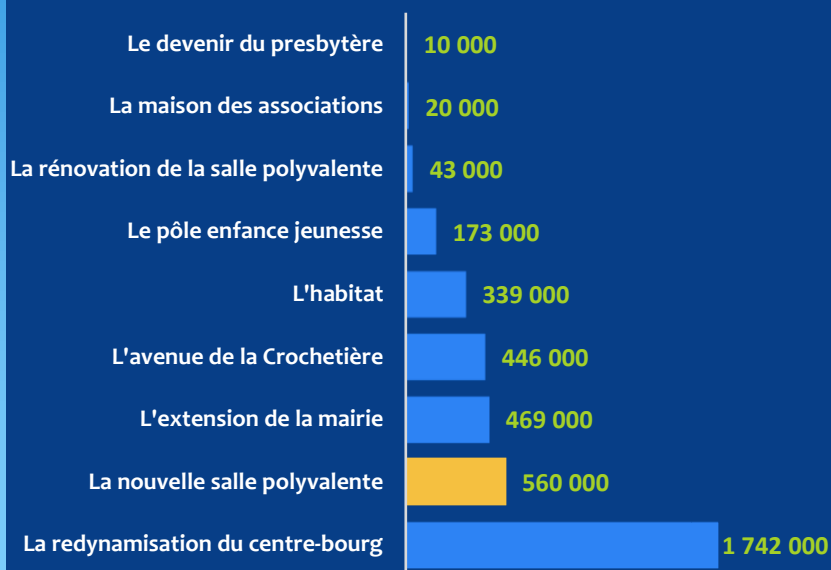 Le devenir du presbytère 10 000
La maison des associations 20 000
La rénovation de la salle polyvalente 43 000
Le pôle enfance jeunesse 173 000
L'habitat 339 000
L'avenue de la Crochetière 446 000
L'extension de la mairie 469 000
La nouvelle salle polyvalente 560 000
La redynamisation du centre-bourg 1 742 000